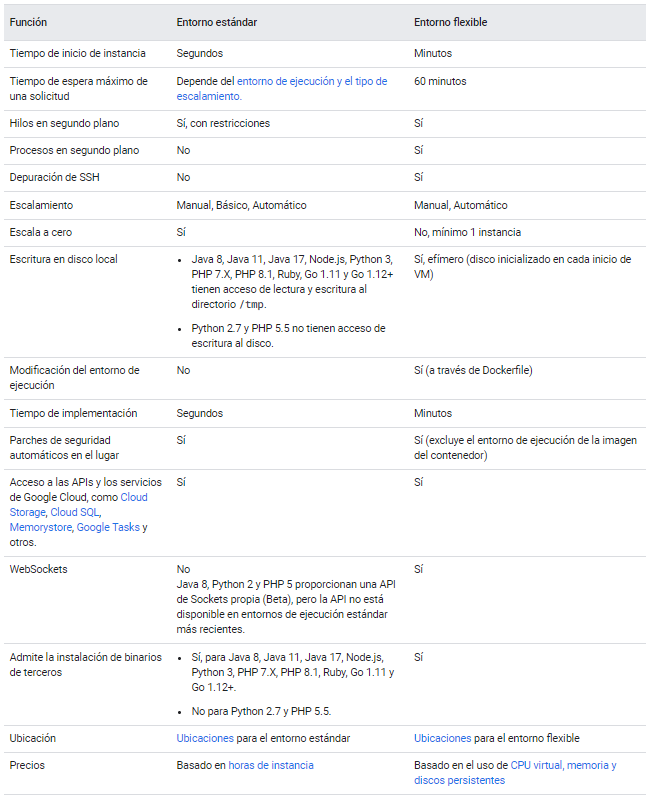 Función Entorno estándar Entorno flexible
Tiempo de inicio de instancia Segundos Minutos
Tiempo de espera máximo de una solicitud Depende del entorno de ejecución y el tipo de escalamiento. 60 minutos
Hilos en segundo plano Sí, con restricciones Sí
Procesos en segundo plano No Sí
Depuración de SSH No Sí
Escalamiento Manual, Básico, Automático Manual, Automático
Escala a cero Sí No, mínimo 1 instancia
Escritura en disco local
• Java 8, Java 11, Java 17, Node.js, Python 3,
PHP 7.X, PHP 8.1, Ruby, Go 1.11 y Go 1.12+
tienen acceso de lectura y escritura al
directorio /tmp.
• Python 2.7 y PHP 5.5 no tienen acceso de
escritura al disco.
Sí, efímero (disco inicializado en cada inicio de
VM)
Modificación del entorno de
ejecución
No
Sí (a través de Dockerfile)
Tiempo de implementación Segundos Minutos
Parches de seguridad
automáticos en el lugar
Sí
Sí (excluye el entorno de ejecución de la imagen
del contenedor)
Acceso a las APIs y los servicios
de Google Cloud, como Cloud
Storage, Cloud SQL,
Memorystore, Google Tasks y
otros.
Sí
Sí
WebSockets
No
Java 8, Python 2 y PHP 5 proporcionan una API
de Sockets propia (Beta), pero la API no está
disponible en entornos de ejecución estándar
más recientes.
Sí
Admite la instalación de binarios
de terceros
• Sí, para Java 8, Java 11, Java 17, Node.js,
Python 3, PHP 7.X, PHP 8.1, Ruby, Go 1.11 y
Go 1.12+.
• No para Python 2.7 y PHP 5.5.
Sí
Ubicación Ubicaciones para el entorno estándar Ubicaciones para el entorno flexible
Precios Basado en horas de instancia Basado en el uso de CPU virtual, memoria y
discos persistentes